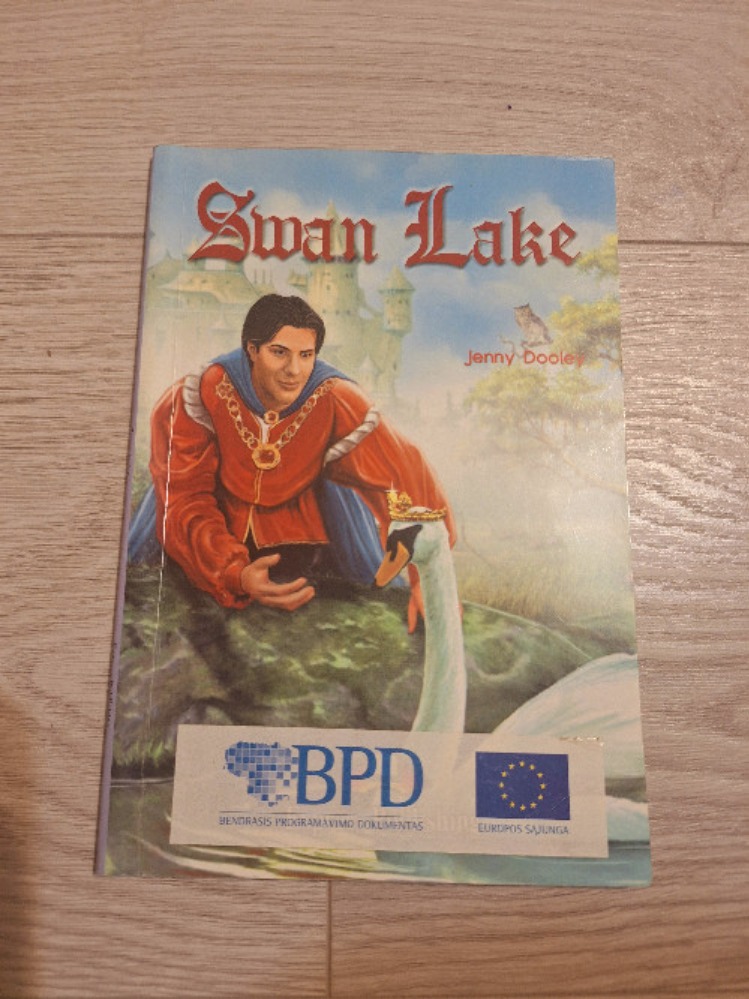 Swan Lake
Jenny Dooley
BPD
BENDRASIS PROGRAMAVIMO DOKUMENTAS
EUROPOS SĄJUNGA